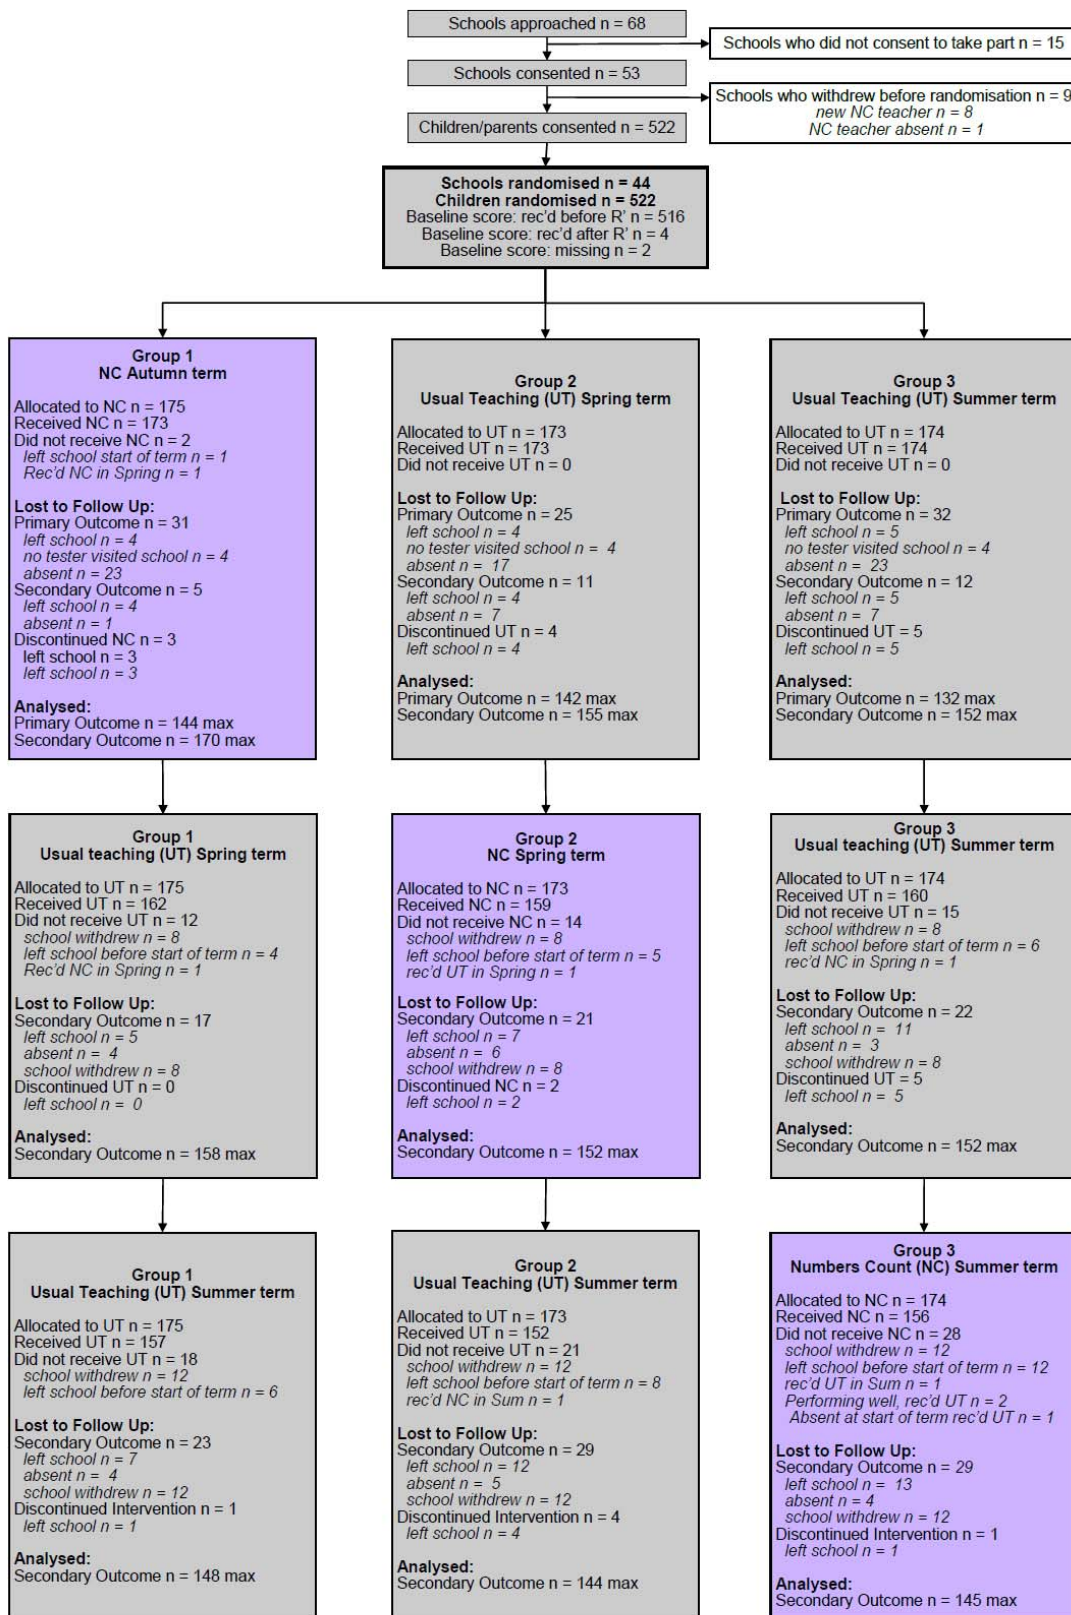 Schools approached n = 68
Schools who did not consent to take part n = 15
Schools consented n = 53
Schools who withdrew before randomisation n = 9
new NC teacher n = 8
NC teacher absent n = 1
Children/parents consented = 522
Schools randomised n = 44
Children randomised n = 522
Baseline score: rec'd before R' n = 516
Baseline score: rec'd after R' n = 4
Baseline score: missing n = 2
Group 1
NC Autumn term
Allocated to NC n = 175
Received NC n = 173
Did not receive NC n = 2
left school start of term n = 1
Rec'd NC in Spring n = 1
Lost to Follow Up:
Primary Outcome n = 31
left school n = 4
no tester visited school n = 4
absent n = 23
Secondary Outcome n = 5
left school n = 4
absent n = 1
Discontinued NC n = 3
left school n = 3
left school n = 3
Analysed:
Primary Outcome n = 144 max
Secondary Outcome n = 170 max
Group 2
Usual Teaching (UT) Spring term
Allocated to UT n = 173
Received UT n = 173
Did not receive UT n = 0
Lost to Follow Up:
Primary Outcome n = 25
left school n = 4
no tester visited school n = 4
absent n = 17
Secondary Outcome n = 11
left school n = 4
absent n = 7
Discontinued UT n = 4
left school n = 4
Analysed:
Primary Outcome n = 142 max
Secondary Outcome n = 155 max
Group 3
Usual Teaching (UT) Summer term
Allocated to UT n = 174
Received UT n = 174
Did not receive UT n = 0
Lost to Follow Up:
Primary Outcome n = 32
left school n = 5
no tester visited school n = 4
absent n = 23
Secondary Outcome n = 12
left school n = 5
absent n = 7
Discontinued UT = 5
left school n = 5
Analysed:
Primary Outcome n = 132 max
Secondary Outcome n = 152 max
Group 1
Usual teaching (UT) Spring term
Allocated to UT n = 175
Received UT n = 162
Did not receive UT n = 12
school withdrew n = 8
left school before start of term n = 4
Rec'd NC in Spring n = 1
Lost to Follow Up:
Secondary Outcome n = 17
left school n = 5
absent n = 4
school withdrew n = 8
Discontinued UT n = 0
left school n = 0
Analysed:
Secondary Outcome n = 158 max
Group 2
NC Spring term
Allocated to NC n = 173
Received NC n = 159
Did not receive NC n = 14
school withdrew n = 8
left school before start of term n = 5
rec'd UT in Spring n = 1
Lost to Follow Up:
Secondary Outcome n = 21
left school n = 7
absent n = 6
school withdrew n = 8
Discontinued NC n = 2
left school n = 2
Analysed:
Secondary Outcome n = 152 max
Group 3
Usual teaching (UT) Summer term
Allocated to UT n = 174
Received UT n = 160
Did not receive UT n = 15
school withdrew n = 8
left school before start of term n = 6
rec'd NC in Spring n = 1
Lost to Follow Up:
Secondary Outcome n = 22
left school n = 11
absent n = 3
school withdrew n = 8
Discontinued UT = 5
left school n = 5
Analysed:
Secondary Outcome n = 152 max
Group 1
Usual Teaching (UT) Summer term
Allocated to UT n = 175
Received UT n = 157
Did not receive UT n = 18
school withdrew n = 12
left school before start of term n = 6
Lost to Follow Up:
Secondary Outcome n = 23
left school n = 7
absent n = 4
school withdrew n = 12
Discontinued Intervention n = 1
left school n = 1
Analysed:
Secondary Outcome n = 148 max
Group 2
Usual Teaching (UT) Summer term
Allocated to UT n = 173
Received UT n = 152
Did not receive UT n = 21
school withdrew n = 12
left school before start of term n = 8
rec'd NC in Sum n = 1
Lost to Follow Up:
Secondary Outcome n = 29
left school n = 12
absent n = 5
school withdrew n = 12
Discontinued Intervention n = 4
left school n = 4
Analysed:
Secondary Outcome n = 144 max
Group 3
Numbers Count (NC) Summer term
Allocated to NC n = 174
Received NC n = 156
Did not receive NC n = 28
school withdrew n = 12
left school before start of term n = 12
rec'd UT in Sum n = 1
Performing well, rec'd UT n = 2
Absent at start of term rec'd UT n = 1
Lost to Follow Up:
Secondary Outcome n = 29
left school n = 13
absent n = 4
school withdrew n = 12
Discontinued Intervention n = 1
left school n = 1
Analysed:
Secondary Outcome n = 145 max